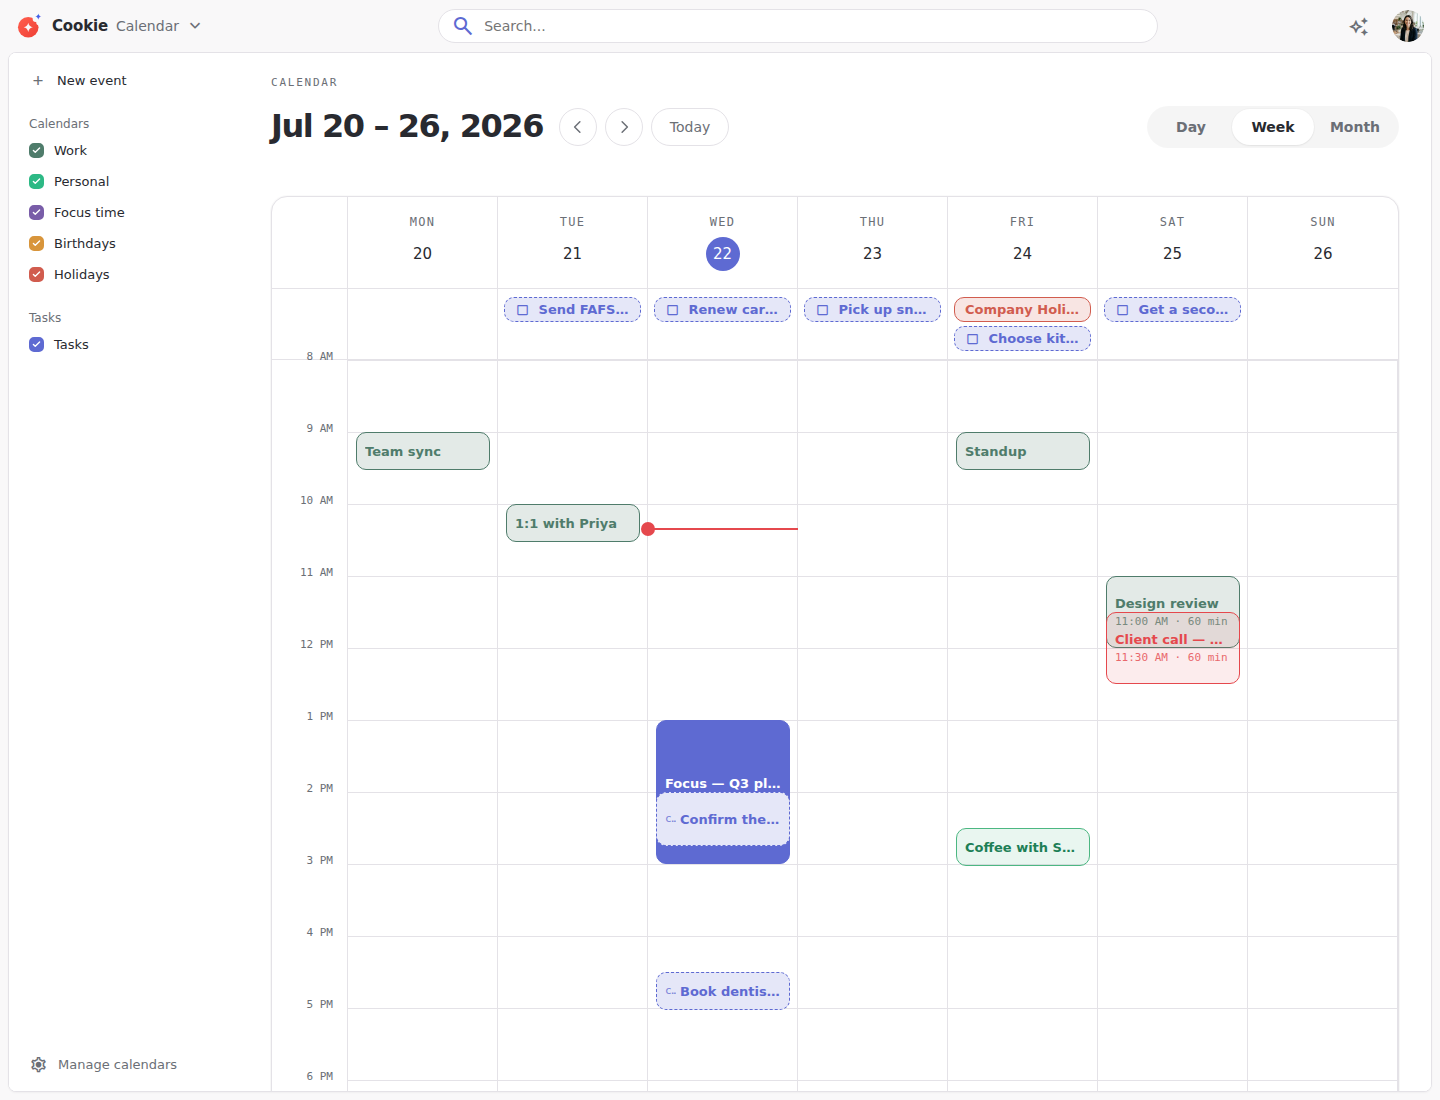 Cookie Calendar
Search...
+ New event
Calendars
Work
Personal
Focus time
Birthdays
Holidays
Tasks
Tasks
Manage calendars
CALENDAR
Jul 20 – 26, 2026
Today
Day
Week
Month
MON
TUE
WED
THU
FRI
SAT
SUN
20
21
22
23
24
25
26
Send FAFS…
Renew car…
Pick up sn…
Company Holi…
Get a seco…
Choose kit…
8 AM
9 AM
Team sync
Standup
10 AM
1:1 with Priya
11 AM
Design review
11:00 AM · 60 min
12 PM
Client call — …
11:30 AM · 60 min
1 PM
Focus — Q3 pl…
2 PM
C… Confirm the…
Coffee with S…
3 PM
4 PM
C… Book dentis…
5 PM
6 PM